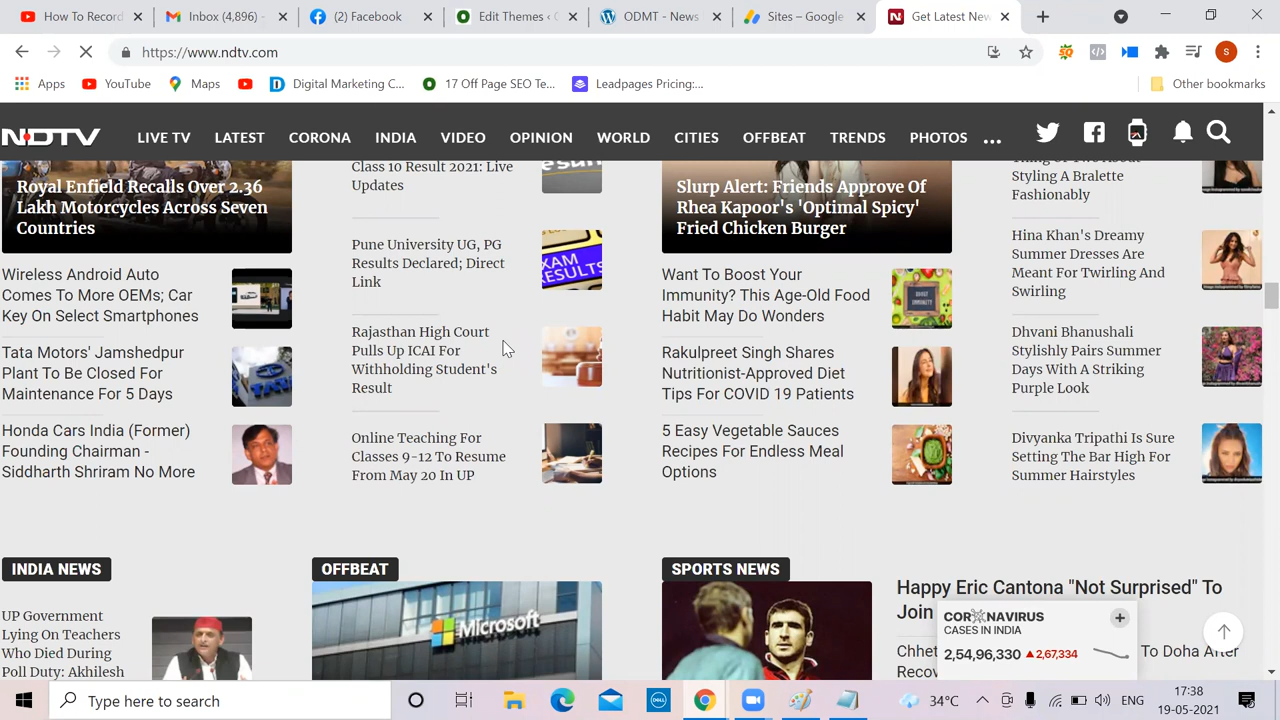 How To Record
Inbox (4,896) -
(2) Facebook
Edit Themes ‹
ODMT - News
Sites – Google
Get Latest New
https://www.ndtv.com
Apps
YouTube
Maps
Digital Marketing C...
17 Off Page SEO Te...
Leadpages Pricing:...
Other bookmarks
NDTV
LIVE TV
LATEST
CORONA
INDIA
VIDEO
OPINION
WORLD
CITIES
OFFBEAT
TRENDS
PHOTOS
...
Royal Enfield Recalls Over 2.36
Lakh Motorcycles Across Seven
Countries
Wireless Android Auto
Comes To More OEMs; Car
Key On Select Smartphones
Tata Motors' Jamshedpur
Plant To Be Closed For
Maintenance For 5 Days
Honda Cars India (Former)
Founding Chairman -
Siddharth Shriram No More
Class 10 Result 2021: Live
Updates
Pune University UG, PG
Results Declared; Direct
Link
EXAM
RESULTS
Rajasthan High Court
Pulls Up ICAI For
Withholding Student's
Result
Online Teaching For
Classes 9-12 To Resume
From May 20 In UP
Slurp Alert: Friends Approve Of
Rhea Kapoor's 'Optimal Spicy'
Fried Chicken Burger
Want To Boost Your
Immunity? This Age-Old Food
Habit May Do Wonders
Rakulpreet Singh Shares
Nutritionist-Approved Diet
Tips For COVID 19 Patients
5 Easy Vegetable Sauces
Recipes For Endless Meal
Options
Styling A Bralette
Fashionably
Hina Khan's Dreamy
Summer Dresses Are
Meant For Twirling And
Swirling
Dhvani Bhanushali
Stylishly Pairs Summer
Days With A Striking
Purple Look
Divyanka Tripathi Is Sure
Setting The Bar High For
Summer Hairstyles
INDIA NEWS
UP Government
Lying On Teachers
Who Died During
Poll Duty: Akhilesh
OFFBEAT
Microsoft
SPORTS NEWS
Happy Eric Cantona "Not Surprised" To
Join
Chhet
To Doha After
Recov
CORONAVIRUS
CASES IN INDIA
2,54,96,330 ▲2,67,334
Type here to search
34°C
ENG
17:38
19-05-2021